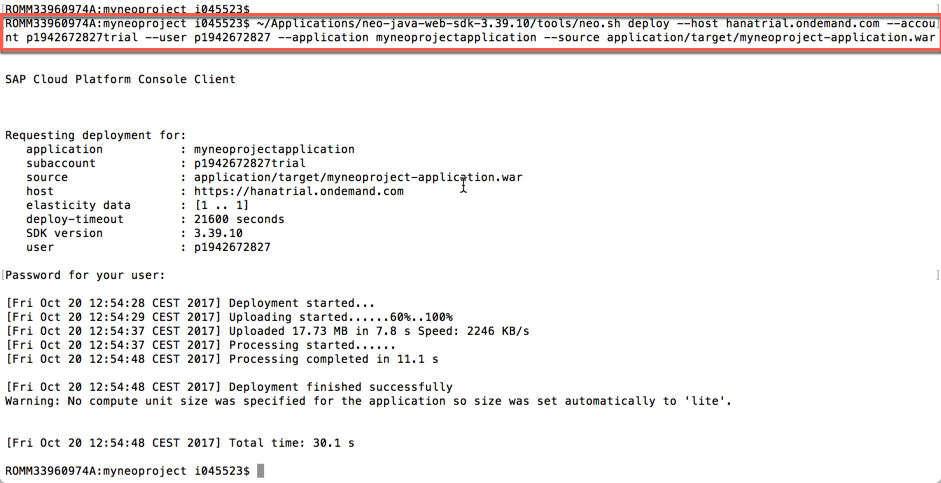 ROMM33960974A:myneoproject i045523$
ROMM33960974A:myneoproject i045523$ ~/Applications/neo-java-web-sdk-3.39.10/tools/neo.sh deploy --host hanatrial.ondemand.com --accou
nt p1942672827trial --user p1942672827 --application myneoprojectapplication --source application/target/myneoproject-application.war
SAP Cloud Platform Console Client
Requesting deployment for:
application : myneoprojectapplication
subaccount : p1942672827trial
source : application/target/myneoproject-application.war
host : https://hanatrial.ondemand.com
elasticity data : [1 .. 1]
deploy-timeout : 21600 seconds
SDK version : 3.39.10
user : p1942672827
[Password for your user: ]
[Fri Oct 20 12:54:28 CEST 2017] Deployment started...
[Fri Oct 20 12:54:29 CEST 2017] Uploading started......60%..100%
[Fri Oct 20 12:54:37 CEST 2017] Uploaded 17.73 MB in 7.8 s Speed: 2246 KB/s
[Fri Oct 20 12:54:37 CEST 2017] Processing started......
[Fri Oct 20 12:54:48 CEST 2017] Processing completed in 11.1 s
[Fri Oct 20 12:54:48 CEST 2017] Deployment finished successfully
Warning: No compute unit size was specified for the application so size was set automatically to 'lite'.
[Fri Oct 20 12:54:48 CEST 2017] Total time: 30.1 s
ROMM33960974A:myneoproject i045523$